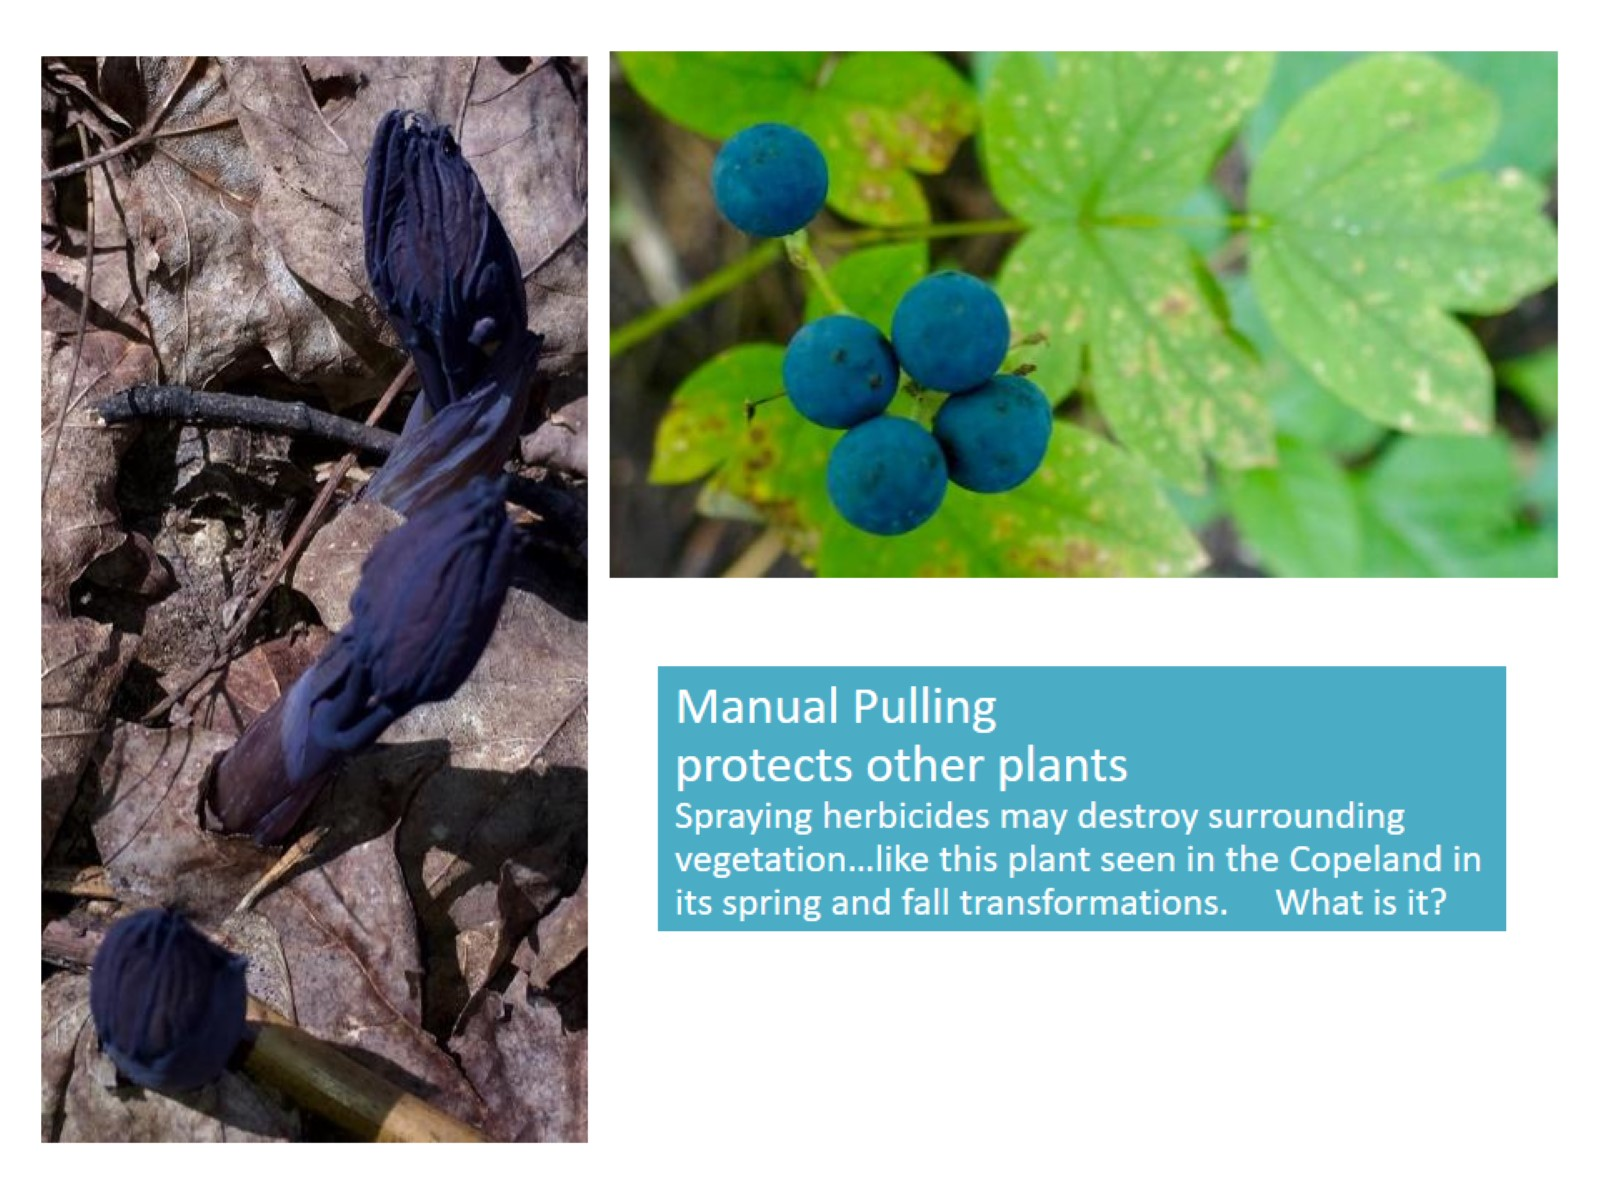 Manual Pulling
protects other plants
Spraying herbicides may destroy surrounding
vegetation...like this plant seen in the Copeland in
its spring and fall transformations. What is it?